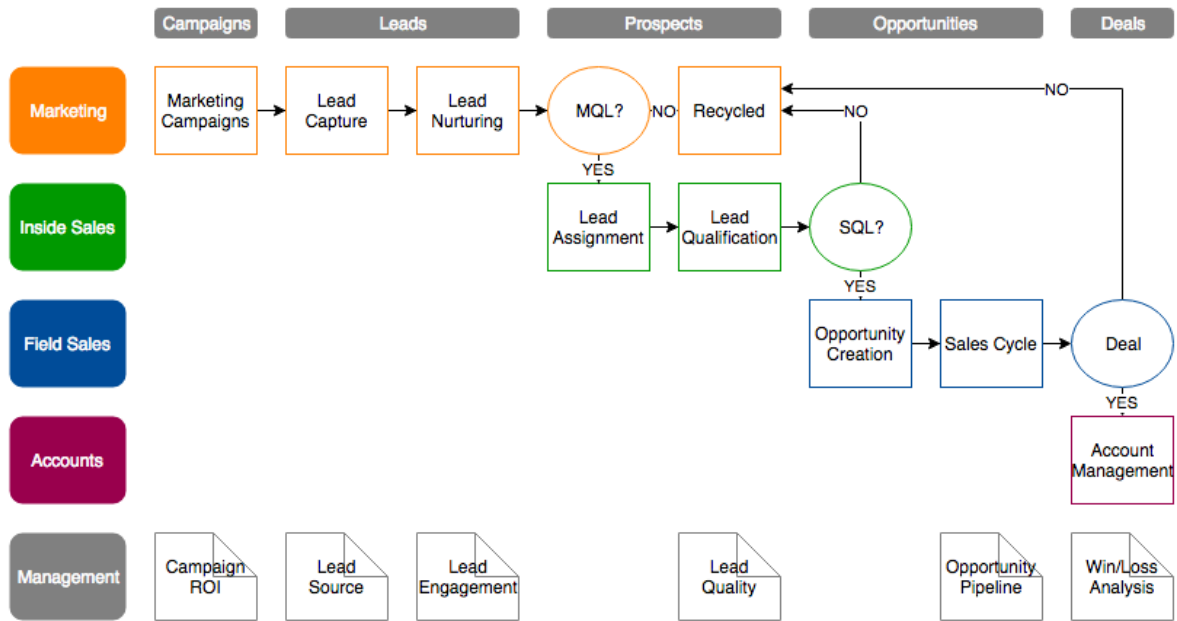 Campaigns
Leads
Prospects
Opportunities
Deals
Marketing
Marketing
Campaigns
Lead
Capture
Lead
Nurturing
MQL?
NO
Recycled
NO
NO
YES
Inside Sales
Lead
Assignment
Lead
Qualification
SQL?
YES
Field Sales
Opportunity
Creation
Sales Cycle
Deal
YES
Accounts
Account
Management
Management
Campaign
ROI
Lead
Source
Lead
Engagement
Lead
Quality
Opportunity
Pipeline
Win/Loss
Analysis